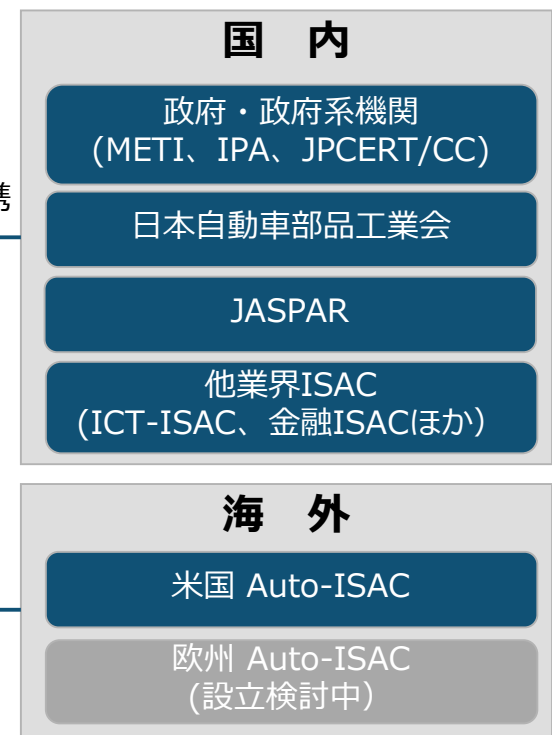 国 内
政府・政府系機関
(METI、IPA、JPCERT/CC)
携
日本自動車部品工業会
JASPAR
他業界ISAC
(ICT-ISAC、金融ISACほか）
海 外
米国 Auto-ISAC
欧州 Auto-ISAC
(設立検討中）